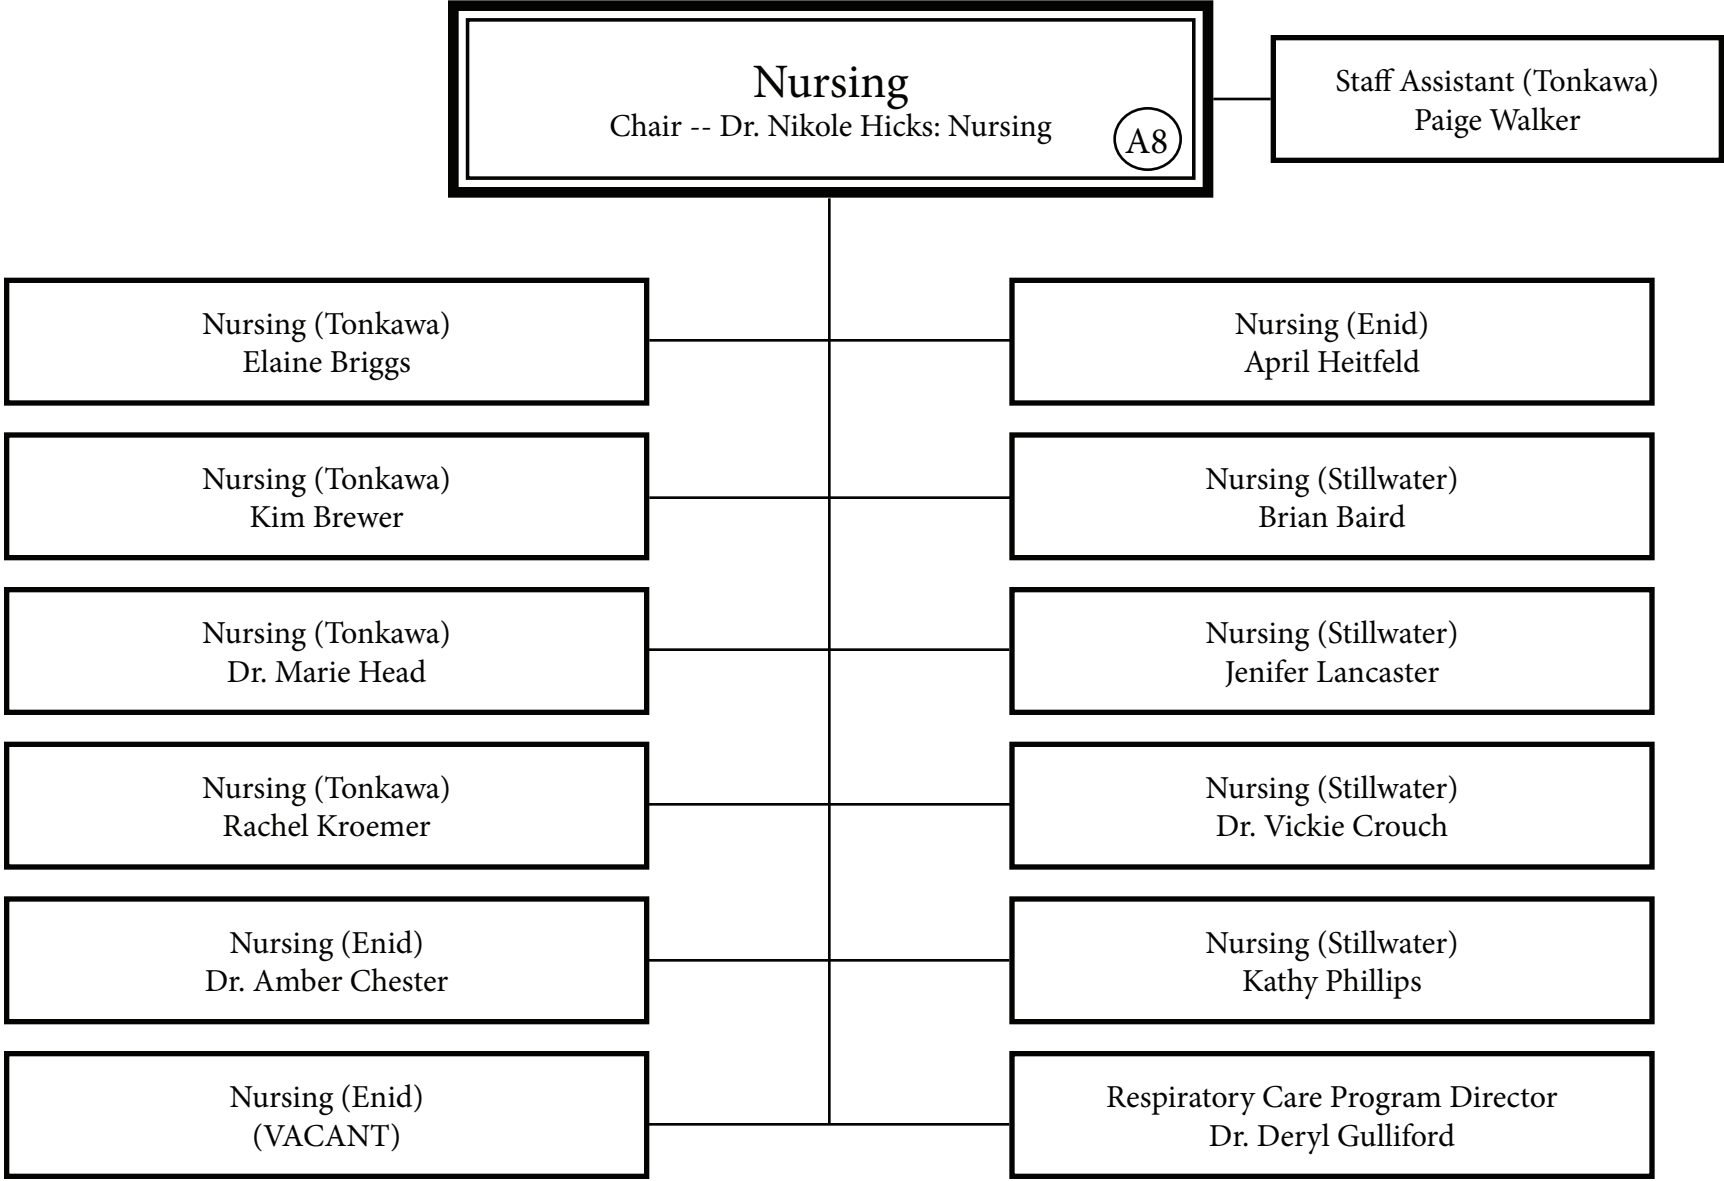 Nursing
Chair -- Dr. Nikole Hicks: Nursing
A8
Staff Assistant (Tonkawa)
Paige Walker
Nursing (Tonkawa)
Elaine Briggs
Nursing (Enid)
April Heitfeld
Nursing (Tonkawa)
Kim Brewer
Nursing (Stillwater)
Brian Baird
Nursing (Tonkawa)
Dr. Marie Head
Nursing (Stillwater)
Jenifer Lancaster
Nursing (Tonkawa)
Rachel Kroemer
Nursing (Stillwater)
Dr. Vickie Crouch
Nursing (Enid)
Dr. Amber Chester
Nursing (Stillwater)
Kathy Phillips
Nursing (Enid)
(VACANT)
Respiratory Care Program Director
Dr. Deryl Gulliford